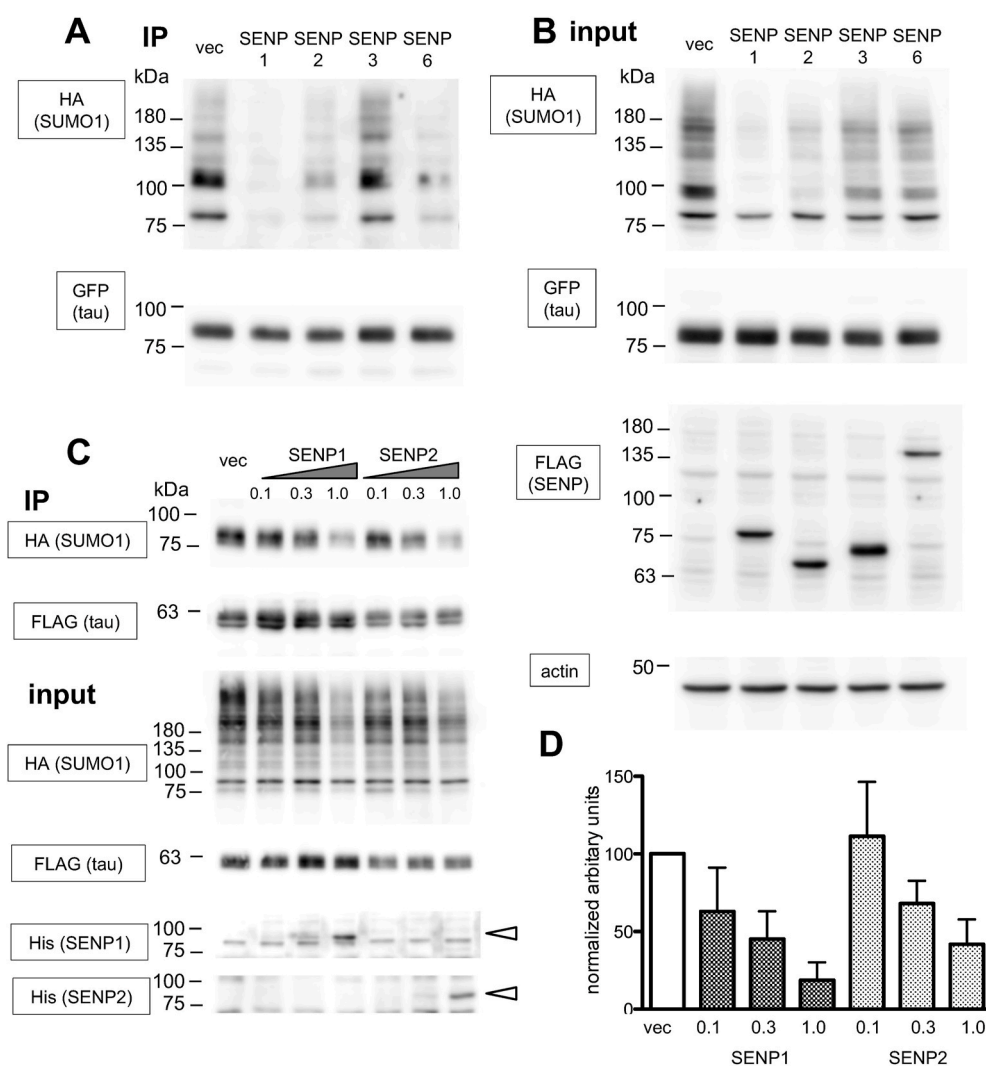 A
IP
vec
SENP 1
SENP 2
SENP 3
SENP 6
kDa
HA
(SUMO1)
180
135
100
75
GFP
(tau)
100
75
B
input
vec
SENP 1
SENP 2
SENP 3
SENP 6
kDa
HA
(SUMO1)
180
135
100
75
GFP
(tau)
100
75
FLAG
(SENP)
180
135
100
75
63
actin
50
C
IP
vec
SENP1
SENP2
0.1 0.3 1.0 0.1 0.3 1.0
kDa
HA (SUMO1)
100
75
FLAG (tau)
63
input
HA (SUMO1)
180
135
100
75
FLAG (tau)
63
His (SENP1)
100
75
His (SENP2)
100
75
D
normalized arbitary units
150
100
50
0
vec 0.1 0.3 1.0 0.1 0.3 1.0
SENP1 SENP2